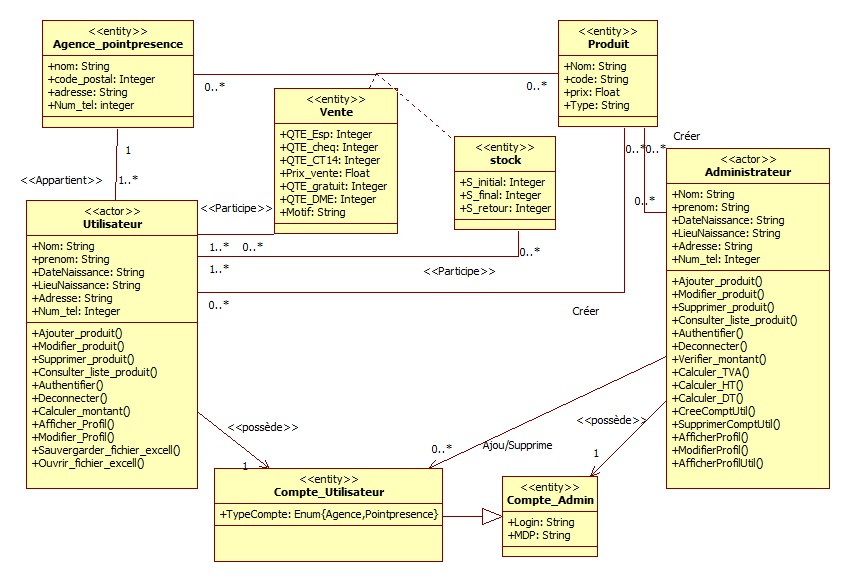 <<entity>>
Agence_pointpresence
+nom: String
+code_postal: Integer
+adresse: String
+Num_tel: integer
<<entity>>
Produit
+Nom: String
+code: String
+prix: Float
+Type: String
0..*
0..*
<<entity>>
Vente
+QTE_Esp: Integer
+QTE_cheq: Integer
+QTE_CT14: Integer
+Prix_vente: Float
+QTE_gratuit: Integer
+QTE_DME: Integer
+Motif: String
<<entity>>
stock
+S_initial: Integer
+S_final: Integer
+S_retour: Integer
1
<<Appartient>>
1..*
<<actor>>
Utilisateur
+Nom: String
+prenom: String
+DateNaissance: String
+LieuNaissance: String
+Adresse: String
+Num_tel: Integer
+Ajouter_produit()
+Modifier_produit()
+Supprimer_produit()
+Consulter_liste_produit()
+Authentifier()
+Deconnecter()
+Calculer_montant()
+Afficher_Profil()
+Modifier_Profil()
+Sauvergarder_fichier_excell()
+Ouvrir_fichier_excell()
<<Participe>>
1..*
0..*
1..*
<<Participe>>
0..*
0..*
Créer
0..*
0..*
Créer
0..*
<<actor>>
Administrateur
+Nom: String
+prenom: String
+DateNaissance: String
+LieuNaissance: String
+Adresse: String
+Num_tel: Integer
+Ajouter_produit()
+Modifier_produit()
+Supprimer_produit()
+Consulter_liste_produit()
+Authentifier()
+Deconnecter()
+Verifier_montant()
+Calculer_TVA()
+Calculer_HT()
+Calculer_DT()
+CreeComptUtil()
+SupprimerComptUtil()
+AfficherProfil()
+ModifierProfil()
+AfficherProfilUtil()
<<possède>>
1
0..*
Ajou/Supprime
<<possède>>
1
<<entity>>
Compte_Utilisateur
+TypeCompte: Enum{Agence,Pointpresence}
<<entity>>
Compte_Admin
+Login: String
+MDP: String